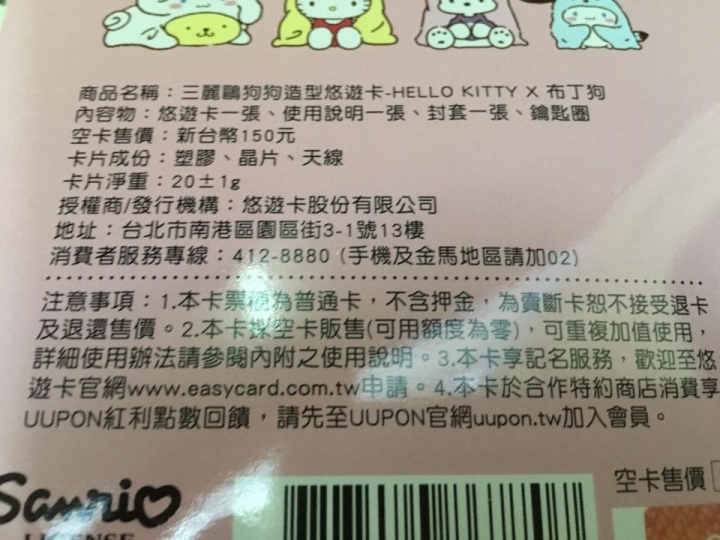 商品名稱：三麗鷗狗狗造型悠遊卡-HELLO KITTY X 布丁狗
內容物：悠遊卡一張、使用說明一張、封套一張、鑰匙圈
空卡售價：新台幣150元
卡片成份：塑膠、晶片、天線
卡片淨重：20±1g
授權商/發行機構：悠遊卡股份有限公司
地址：台北市南港區園區街3-1號13樓
消費者服務專線：412-8880 (手機及金馬地區請加02)
注意事項：1.本卡票種為普通卡，不含押金，為賣斷卡恕不接受退卡
及退還售價。2.本卡採空卡販售(可用額度為零)，可重複加值使用，
詳細使用辦法請參閱內附之使用說明。3.本卡享記名服務，歡迎至悠
遊卡官網www.easycard.com.tw申請。4.本卡於合作特約商店消費享
UUPON紅利點數回饋，請先至UUPON官網uupon.tw加入會員。
空卡售價
Sanrio
LICENSE